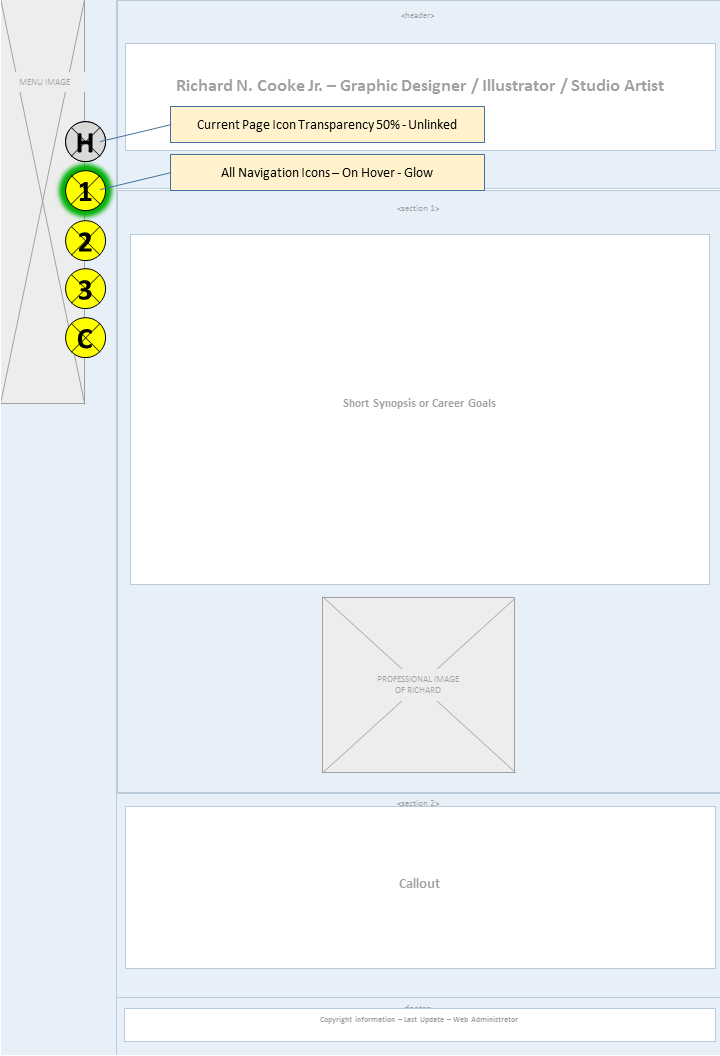 <header>
MENU IMAGE
Richard N. Cooke Jr. – Graphic Designer / Illustrator / Studio Artist
Current Page Icon Transparency 50% - Unlinked
H
All Navigation Icons – On Hover - Glow
1
<section 1>
2
3
C
Short Synopsis or Career Goals
PROFESSIONAL IMAGE
OF RICHARD
<section 2>
Callout
Copyright information – Last Update – Web Administrator